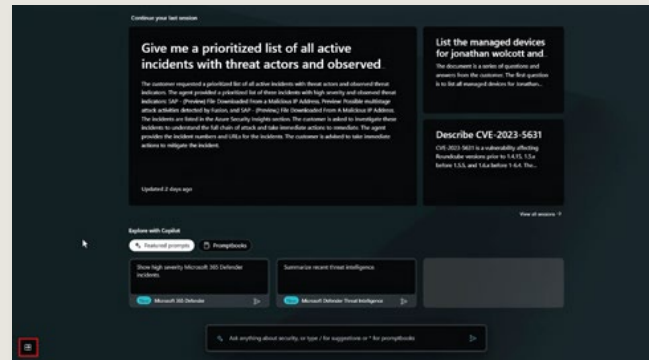 Continue your last session
Give me a prioritized list of all active
incidents with threat actors and observed
The customer requested a prioritized list of all active incidents with threat actors and observed threat
indicators. The agent provided a prioritized list of three incidents with high severity and observed threat
indicators: SAP - (Preview) File Downloaded From a Malicious IP Address, Preview: Possible multistage
attack activities detected by Fusion, and SAP - (Preview) File Downloaded From a Malicious IP Address.
The incidents are listed in the Azure Security Insights section. The customer is asked to investigate these
incidents to understand the full chain of attack and take immediate actions to remediate. The agent
provides the incident numbers and URLs for the incidents. The customer is advised to take immediate
actions to mitigate the incident.
Updated 2 days ago
List the managed devices
for jonathan wolcott and
The document is a series of questions and
answers from the customer. The first question
is to list all managed devices for Jonathan...
Describe CVE-2023-5631
CVE-2023-5631 is a vulnerability affecting
Roundcube versions prior to 1.4.15, 1.5.x
before 1.5.5, and 1.6.x before 1.6.4. The...
View all sessions
Explore with Copilot
Featured prompts
Promptbooks
Show high severity Microsoft 365 Defender
incidents
Microsoft 365 Defender
Summarize recent threat intelligence
Microsoft Defender Threat Intelligence
Ask anything about security, or type / for suggestions or * for promptbooks